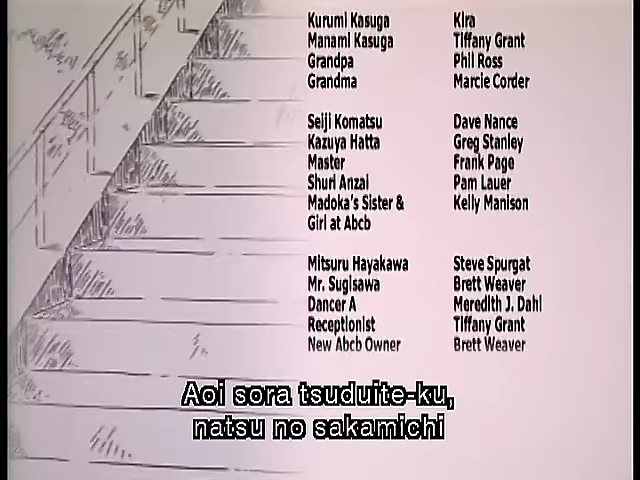 Kurumi Kasuga Kira
Manami Kasuga Tiffany Grant
Grandpa Phil Ross
Grandma Marcie Corder
Seiji Komatsu Dave Nance
Kazuya Hatta Greg Stanley
Master Frank Page
Shuri Anzai Pam Lauer
Madoka's Sister & Kelly Manison
Girl at Abcb
Mitsuru Hayakawa Steve Spurgat
Mr. Sugisawa Brett Weaver
Dancer A Meredith J. Dahl
Receptionist Tiffany Grant
New Abcb Owner Brett Weaver
Aoi sora tsuduite-ku,
natsu no sakamichi